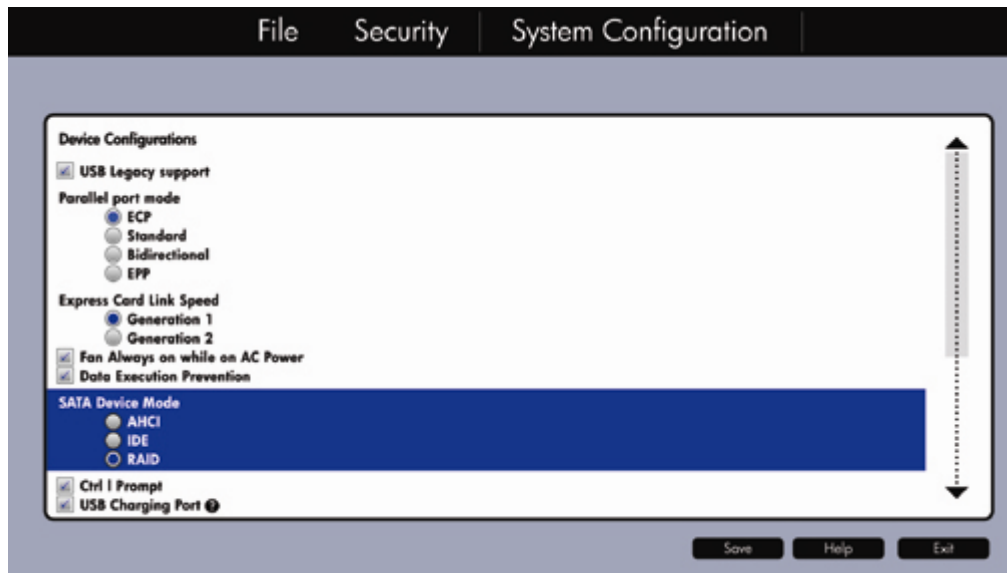 File Security System Configuration
Device Configurations
USB Legacy support
Parallel port mode
ECP
Standard
Bidirectional
EPP
Express Card Link Speed
Generation 1
Generation 2
Fan Always on while on AC Power
Data Execution Prevention
SATA Device Mode
AHCI
IDE
RAID
Ctrl I Prompt
USB Charging Port ?
Save Help Exit